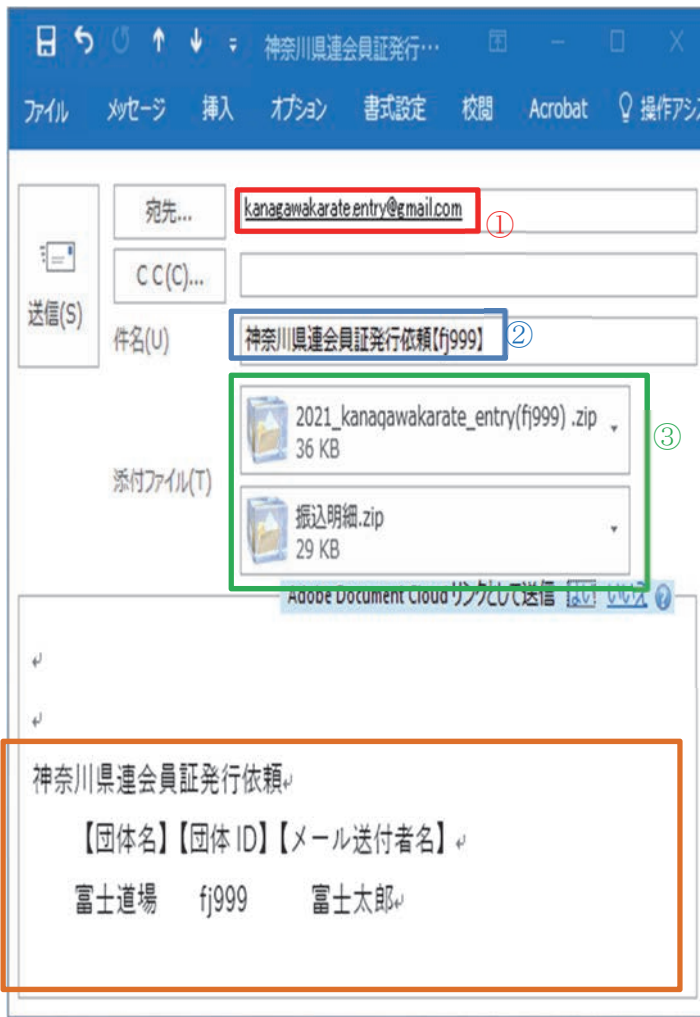 神奈川県連会員証発行…
ファイル メッセージ 挿入 オプション 書式設定 校閲 Acrobat 操作アシ
宛先... kanagawakarate.entry@gmail.com ①
送信(S)
C C(C)...
件名(U) 神奈川県連会員証発行依頼【fj999】 ②
添付ファイル(T)
2021_kanagawakarate_entry(fj999) .zip ③
36 KB
振込明細.zip
29 KB
Adobe Document Cloud リンクとして送信 はい いいえ
神奈川県連会員証発行依頼
【団体名】【団体 ID】【メール送付者名】
富士道場 fj999 富士太郎